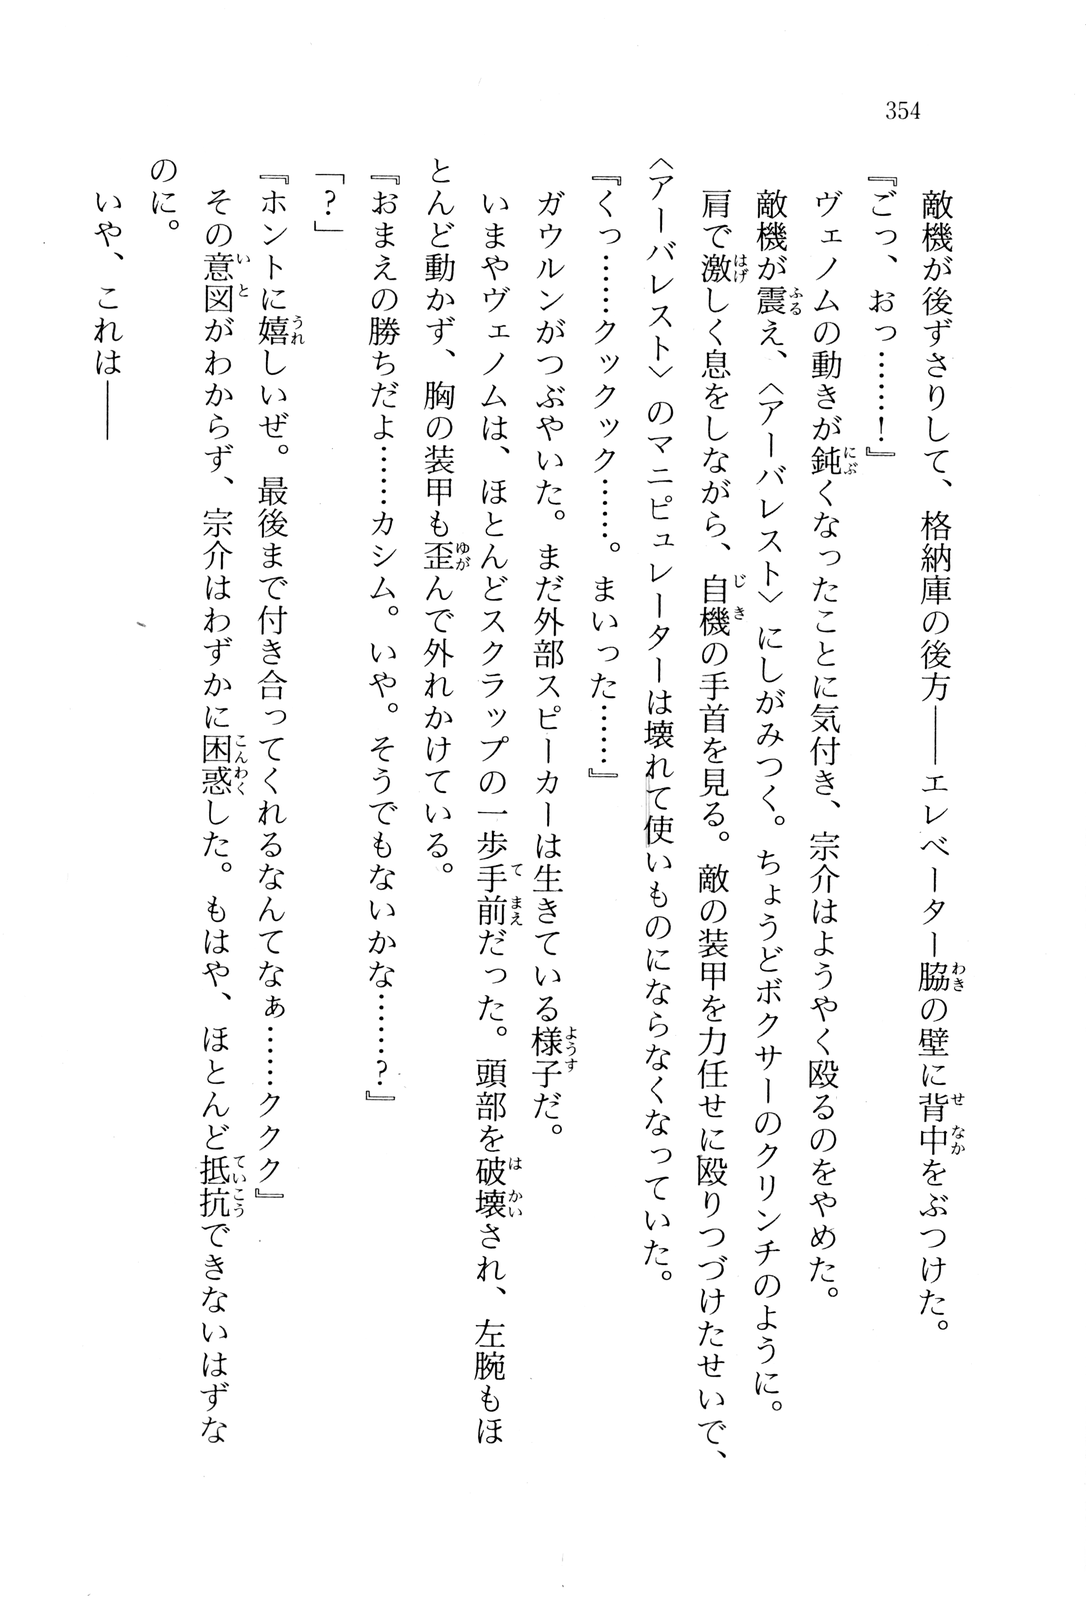 354
敵機が後ずさりして、格納庫の後方――エレベーター脇の壁に背中をぶつけた。
『ごっ、おっ……！』
ヴェノムの動きが鈍くなったことに気付き、宗介はようやく殴るのをやめた。
敵機が震え、〈アーバレスト〉にしがみつく。ちょうどボクサーのクリンチのように。
肩で激しく息をしながら、自機の手首を見る。敵の装甲を力任せに殴りつづけたせいで、
〈アーバレスト〉のマニピュレーターは壊れて使いものにならなくなっていた。
『くっ……クックック……。まいった……』
ガウルンがつぶやいた。まだ外部スピーカーは生きている様子だ。
いまやヴェノムは、ほとんどスクラップの一歩手前だった。頭部を破壊され、左腕もほ
とんど動かず、胸の装甲も歪んで外れかけている。
『おまえの勝ちだよ……カシム。いや。そうでもないかな……？』
「？」
『ホントに嬉しいぜ。最後まで付き合ってくれるなんてなぁ……ククク』
その意図がわからず、宗介はわずかに困惑した。もはや、ほとんど抵抗できないはずな
のに。
いや、これは――